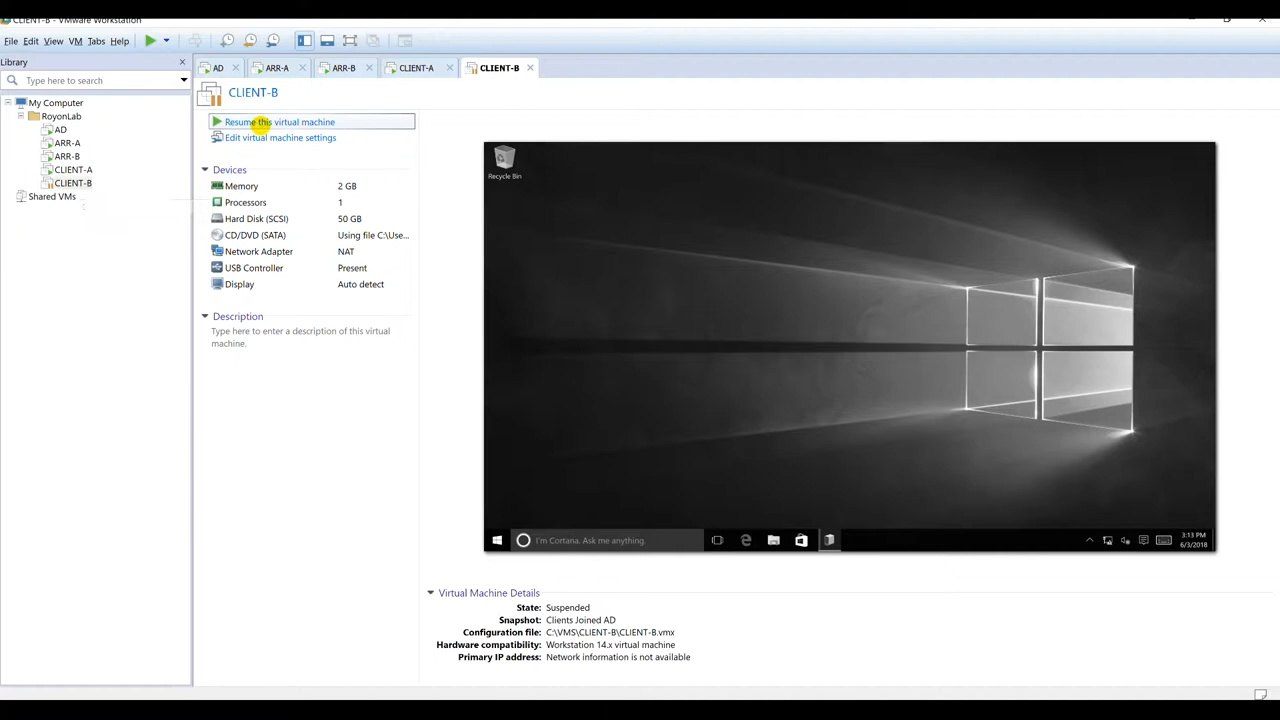 CLIENT-B - VMware Workstation
File Edit View VM Tabs Help
Library
Type here to search
My Computer
RoyonLab
AD
ARR-A
ARR-B
CLIENT-A
CLIENT-B
Shared VMs
AD ARR-A ARR-B CLIENT-A CLIENT-B
CLIENT-B
Resume this virtual machine
Edit virtual machine settings
Devices
Memory 2 GB
Processors 1
Hard Disk (SCSI) 50 GB
CD/DVD (SATA) Using file C:\Use...
Network Adapter NAT
USB Controller Present
Display Auto detect
Description
Type here to enter a description of this virtual
machine.
Recycle Bin
I'm Cortana. Ask me anything.
3:13 PM
6/3/2018
Virtual Machine Details
State: Suspended
Snapshot: Clients Joined AD
Configuration file: C:\VMS\CLIENT-B\CLIENT-B.vmx
Hardware compatibility: Workstation 14.x virtual machine
Primary IP address: Network information is not available